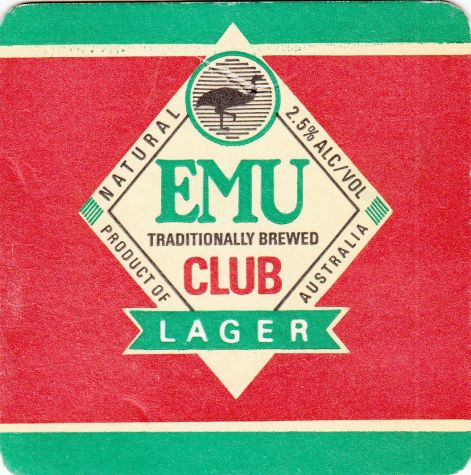 NATURAL
2.5% ALC/VOL
EMU
TRADITIONALLY BREWED
CLUB
PRODUCT OF
AUSTRALIA
LAGER